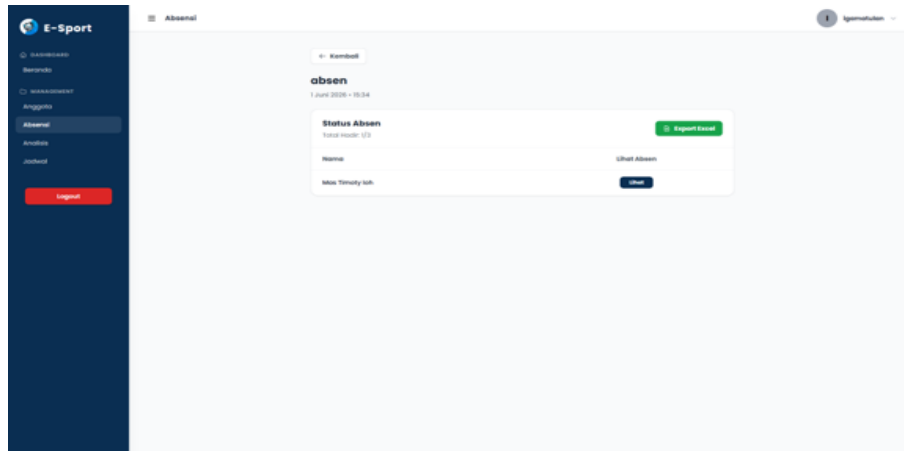 E-Sport
DASHBOARD
Beranda
MANAGEMENT
Anggota
Absensi
Analisis
Jadwal
Logout
Absensi
I
Igamatulan
← Kembali
absen
1 Juni 2026 • 15:34
Status Absen
Total Hadir: 1/3
Export Excel
Nama Lihat Absen
Mas Timoty loh Lihat